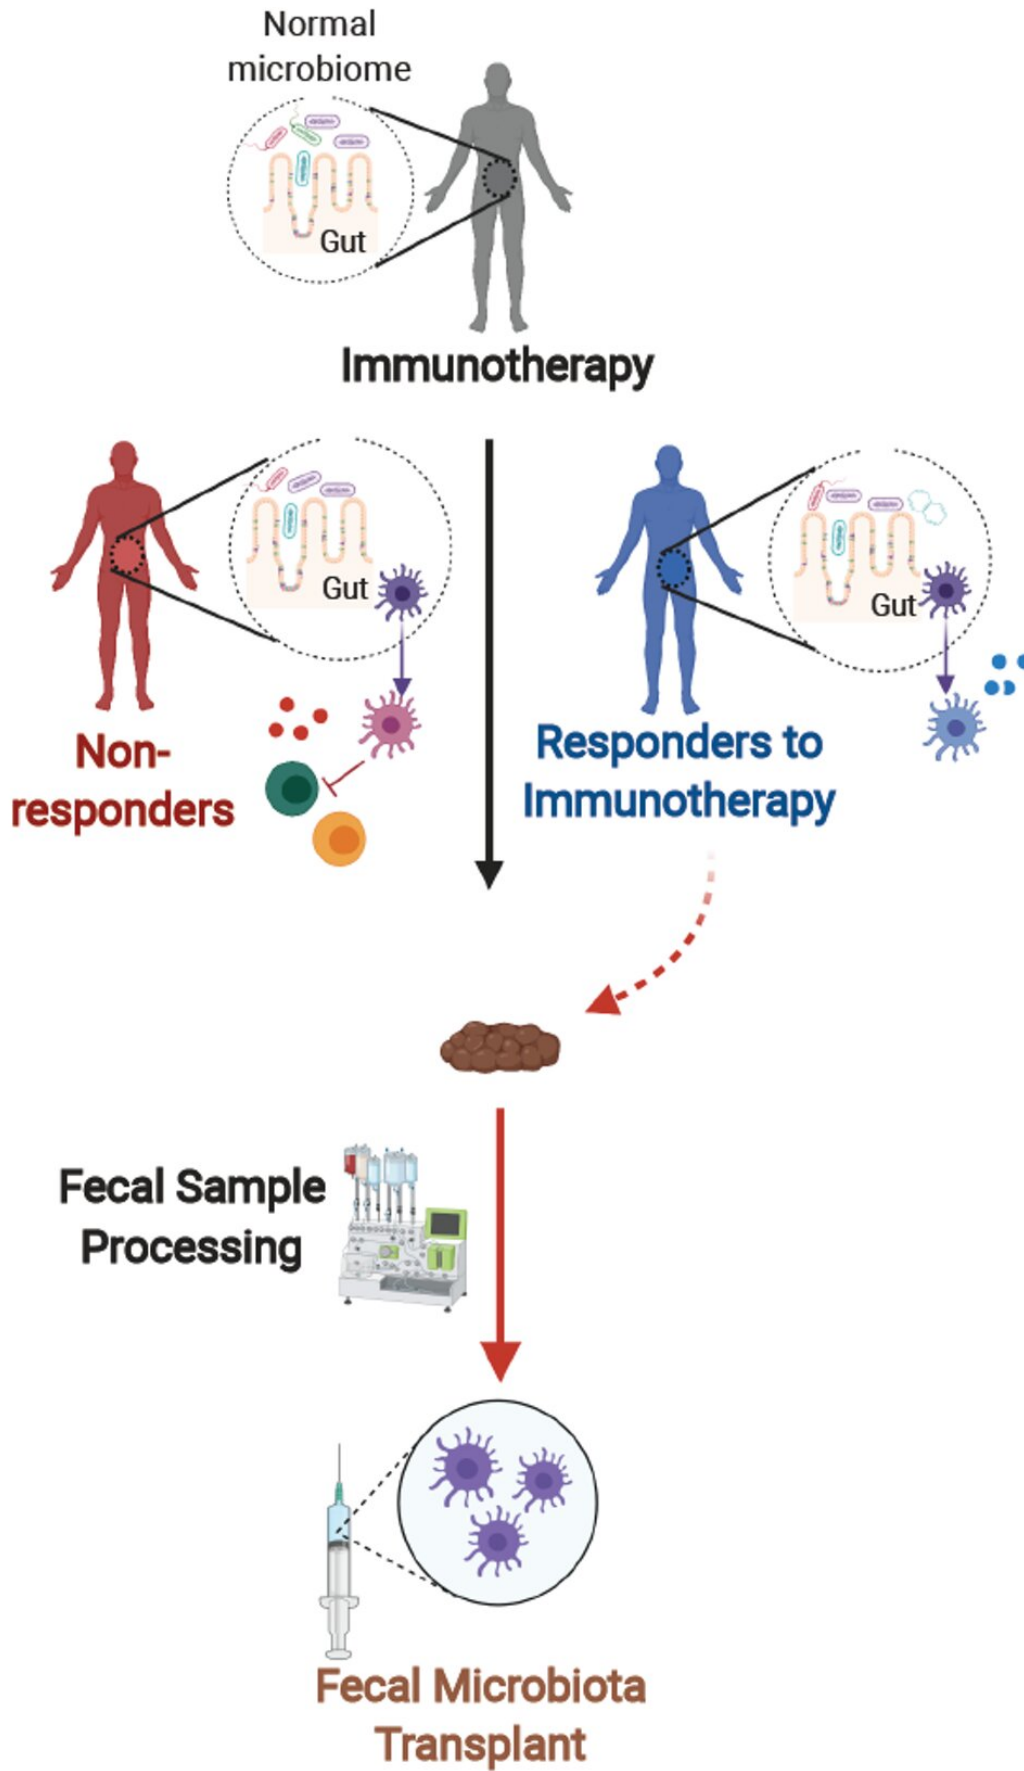 Normal
microbiome
Gut
Immunotherapy
Gut
Gut
Non-
responders
Responders to
Immunotherapy
Fecal Sample
Processing
Fecal Microbiota
Transplant